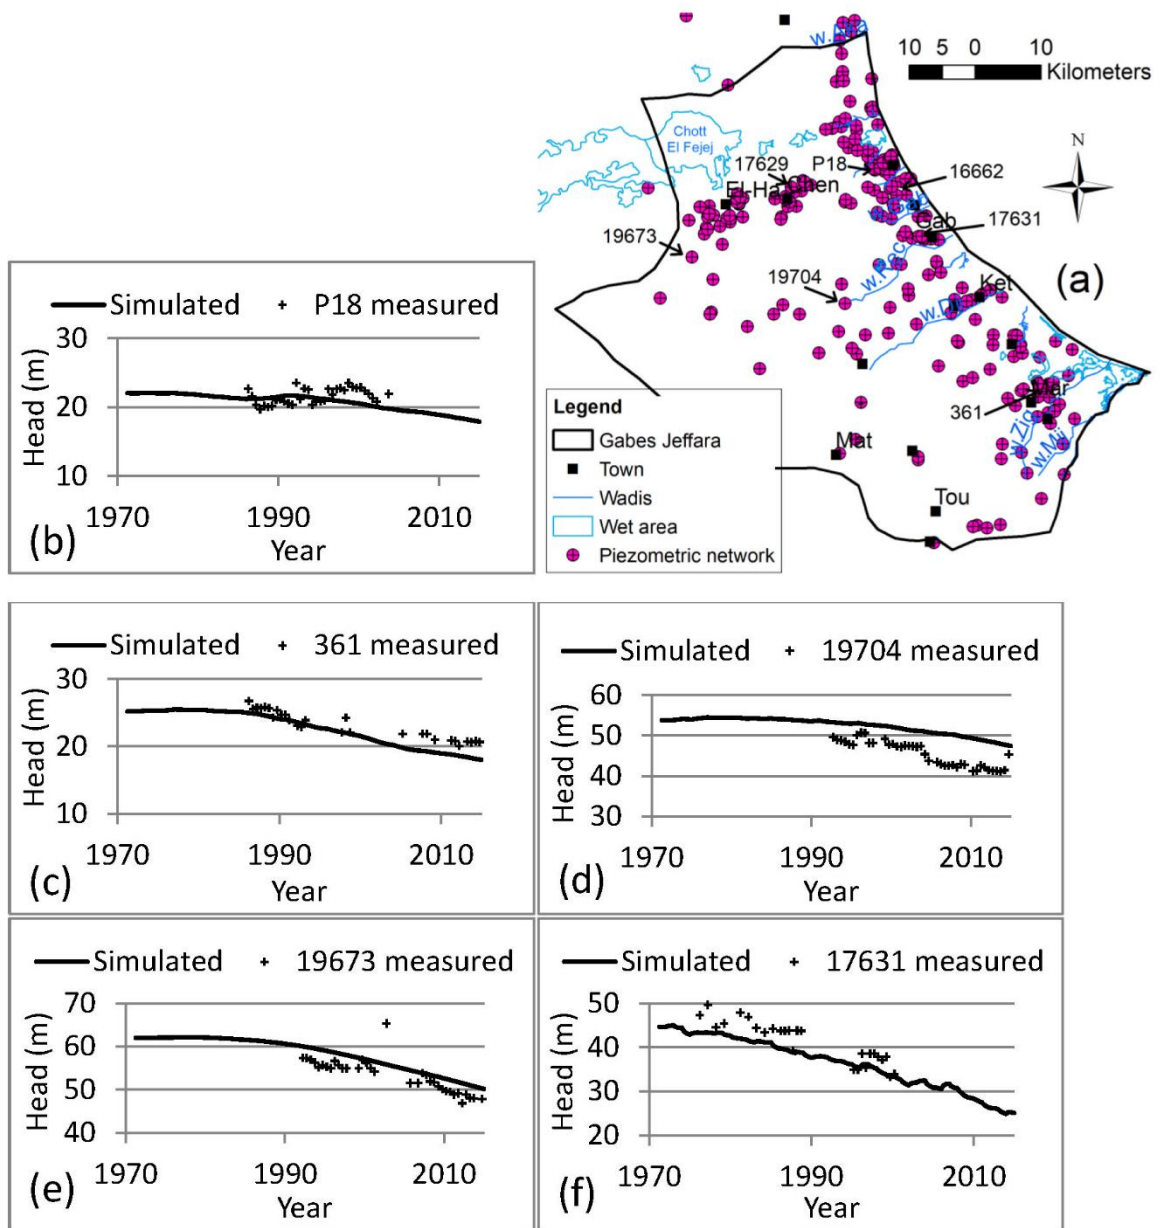 w.Aka
10 5 0 10
Kilometers
Chott
El Fejej
N
17629
P18
16662
Chen
El-Ha
Gab
17631
19673
w.Rec
19704
(a)
Ket
w.D
Legend
Gabes Jeffara
Town
Wadis
Wet area
Piezometric network
Mar
361
w.Zig
w.Mij
Mat
Tou
Simulated + P18 measured
Head (m)
30
20
10
1970 1990 2010
Year
(b)
Simulated + 361 measured
Head (m)
30
20
10
1970 1990 2010
Year
(c)
Simulated + 19704 measured
Head (m)
60
50
40
30
1970 1990 2010
Year
(d)
Simulated + 19673 measured
Head (m)
70
60
50
40
1970 1990 2010
Year
(e)
Simulated + 17631 measured
Head (m)
50
40
30
20
1970 1990 2010
Year
(f)